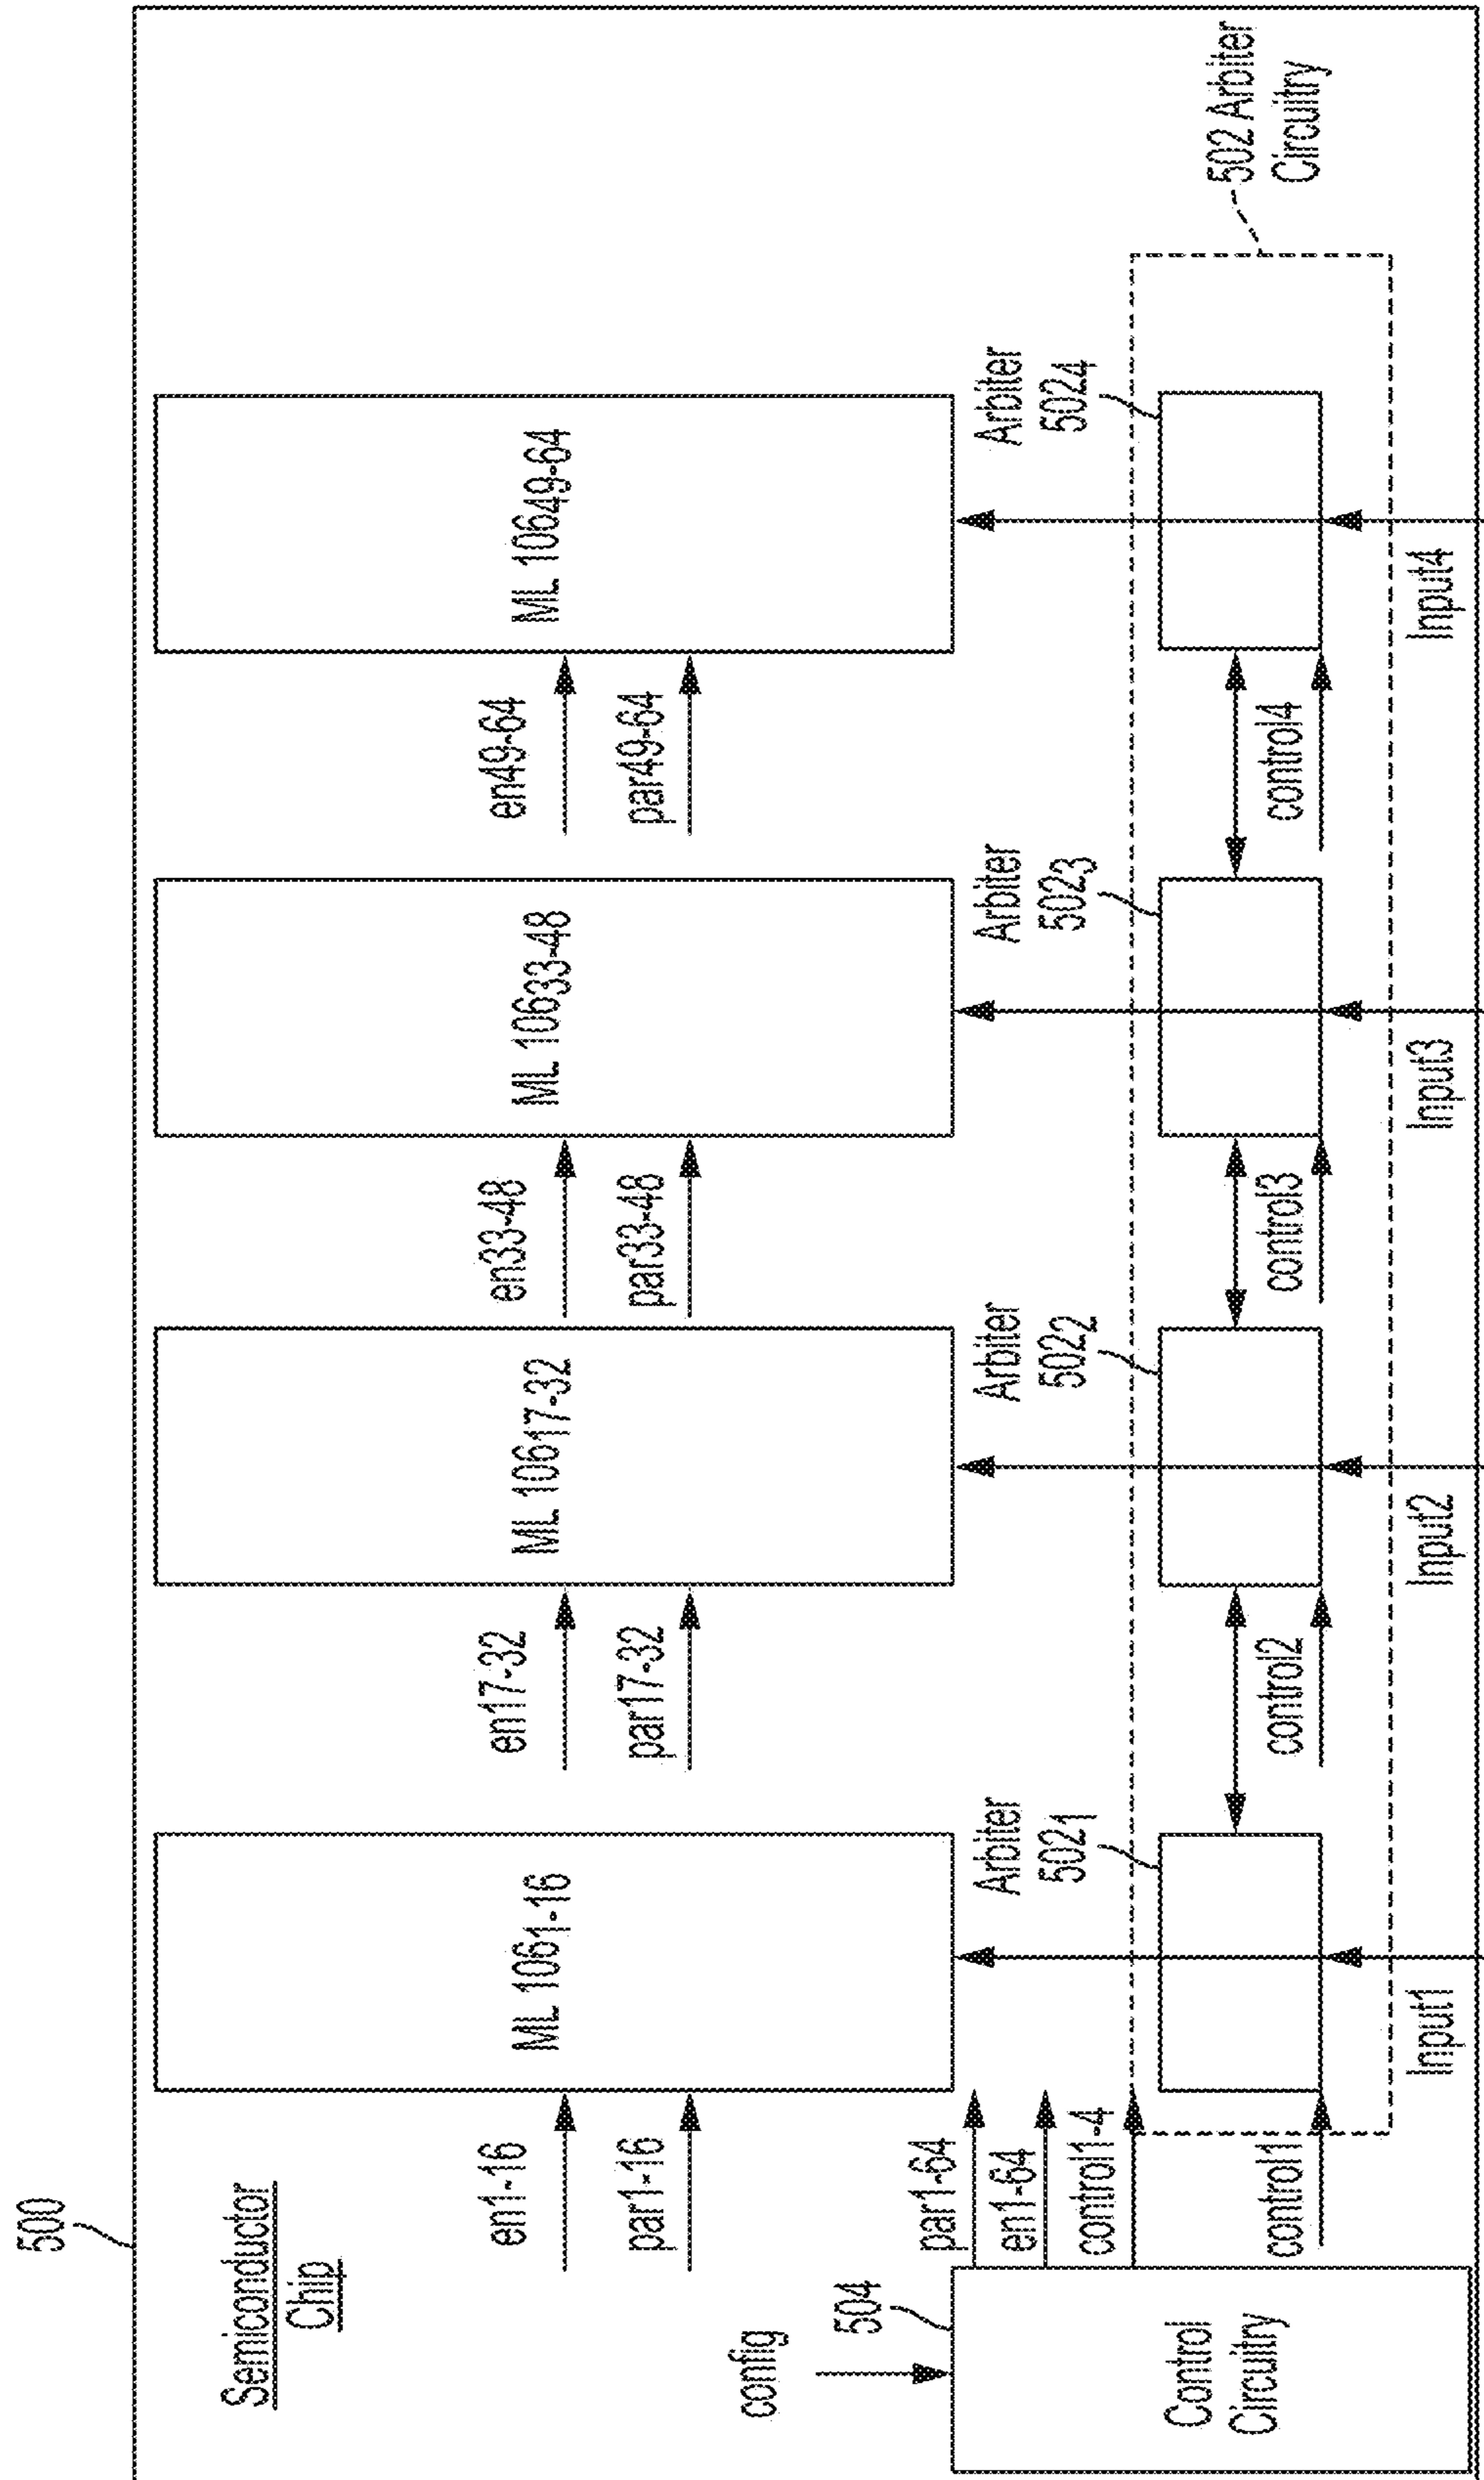 500
Semiconductor
Chip
ML 106₁₋₁₆
ML 106₁₇₋₃₂
ML 106₃₃₋₄₈
ML 106₄₉₋₆₄
en1-16
en17-32
en33-48
en49-64
par1-16
par17-32
par33-48
par49-64
config
504
Control
Circuitry
par1-64
en1-64
control1-4
Arbiter
502₁
Arbiter
502₂
Arbiter
502₃
Arbiter
502₄
502 Arbiter
Circuitry
control1
control2
control3
control4
Input1
Input2
Input3
Input4